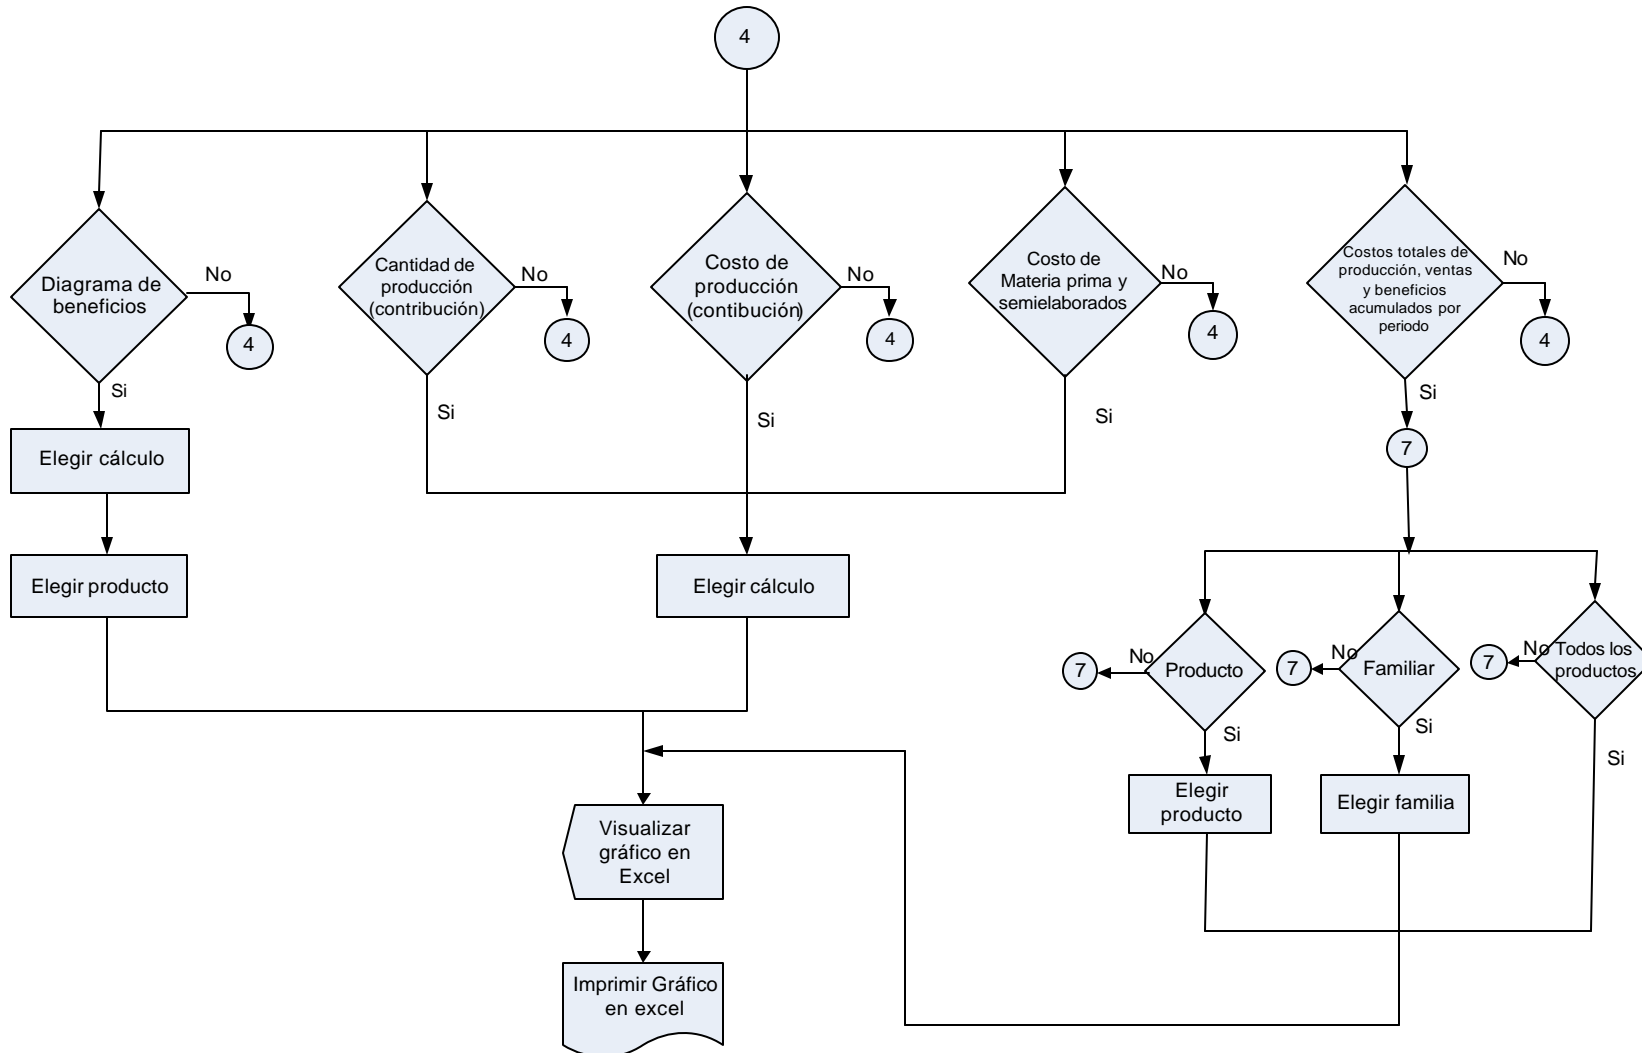 4
Diagrama de
beneficios
No
4
Si
Cantidad de
producción
(contribución)
No
4
Si
Costo de
producción
(contibución)
No
4
Si
Costo de
Materia prima y
semielaborados
No
4
Si
Costos totales de
producción, ventas
y beneficios
acumulados por
periodo
No
4
Si
7
Elegir cálculo
Elegir producto
Elegir cálculo
No
7
Producto
Si
No
7
Familiar
Si
No
7
Todos los
productos
Si
Elegir
producto
Elegir familia
Visualizar
gráfico en
Excel
Imprimir Gráfico
en excel